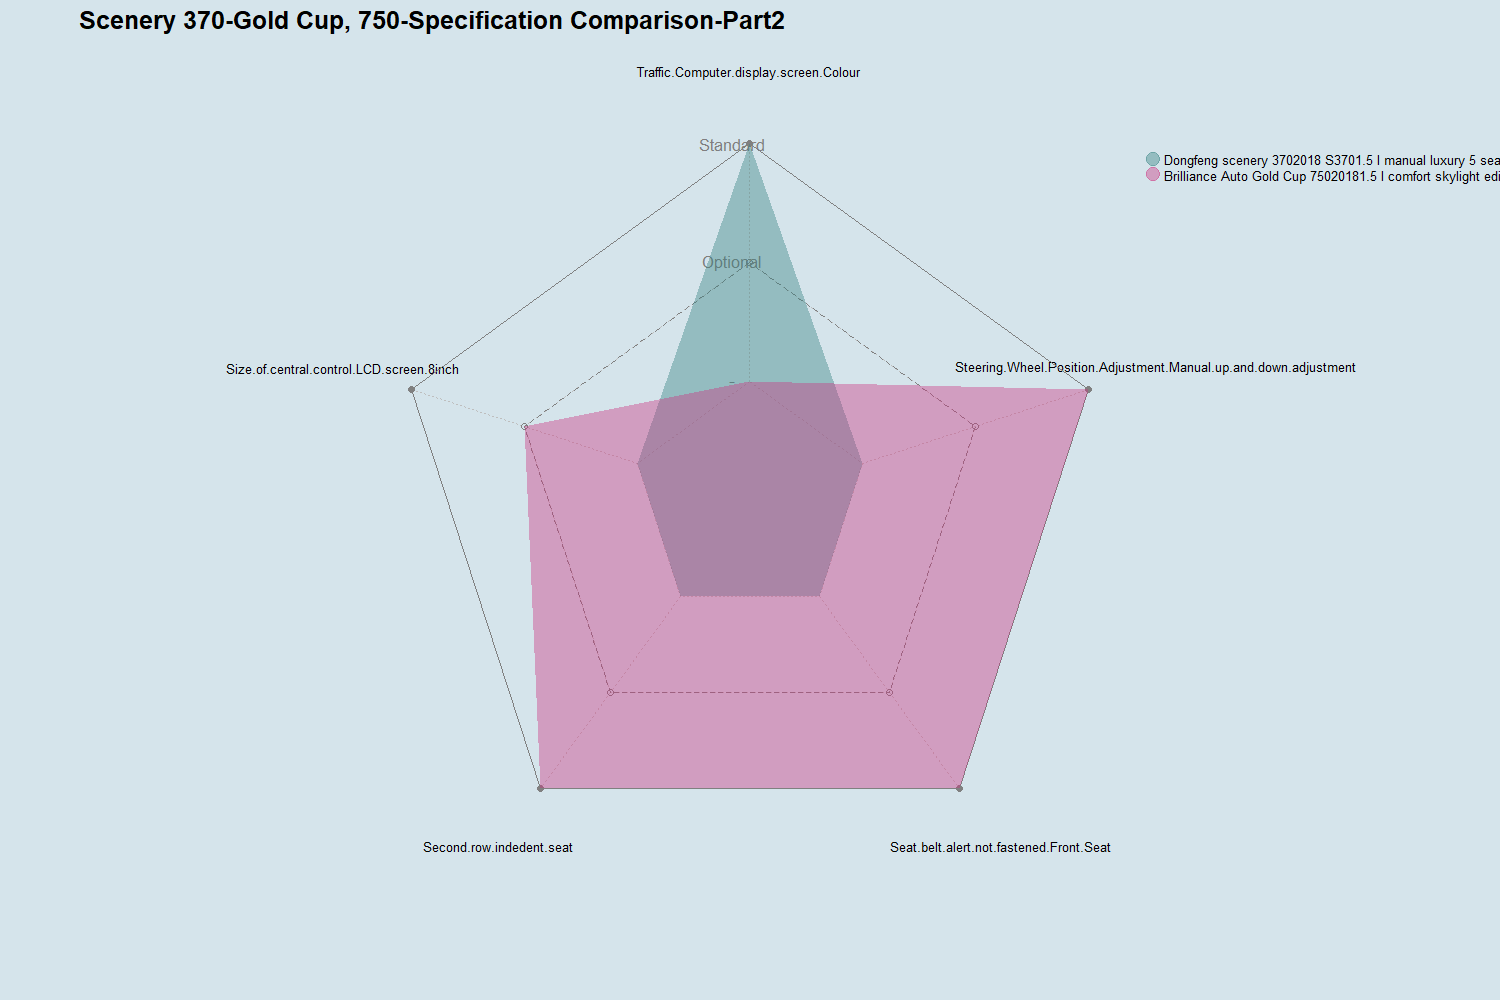 Scenery 370-Gold Cup, 750-Specification Comparison-Part2
Traffic.Computer.display.screen.Colour
Standard
Dongfeng scenery 3702018 S3701.5 l manual luxury 5 sea
Brilliance Auto Gold Cup 75020181.5 l comfort skylight edi
Optional
Size.of.central.control.LCD.screen.8inch
Steering.Wheel.Position.Adjustment.Manual.up.and.down.adjustment
-
Second.row.indedent.seat
Seat.belt.alert.not.fastened.Front.Seat